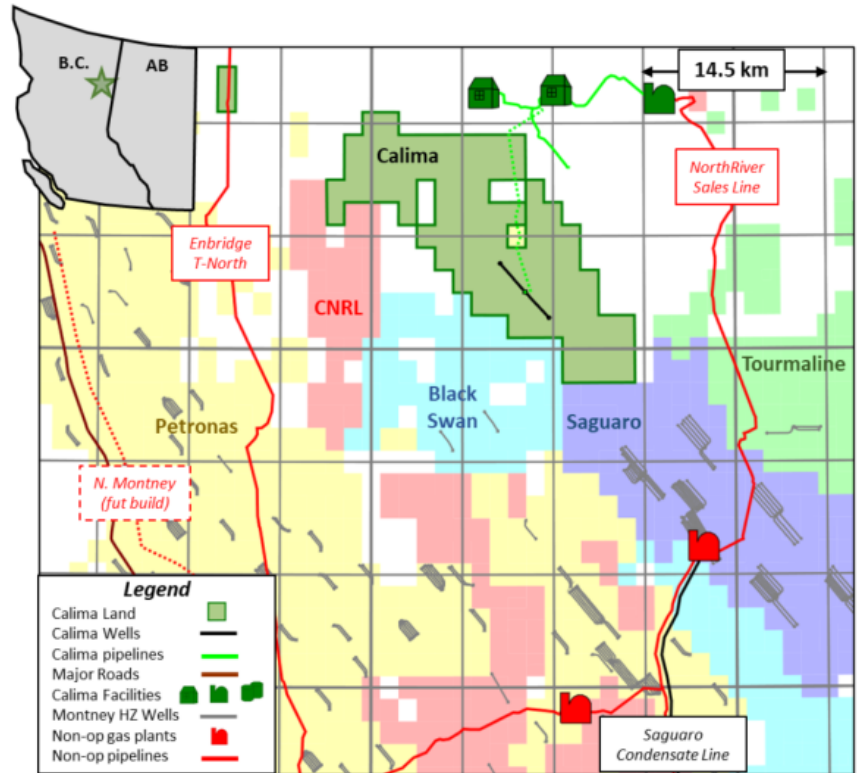 B.C.
AB
14.5 km
Calima
NorthRiver
Sales Line
Enbridge
T-North
CNRL
Tourmaline
Black
Swan
Saguaro
Petronas
N. Montney
(fut build)
Legend
Calima Land
Calima Wells
Calima pipelines
Major Roads
Calima Facilities
Montney HZ Wells
Non-op gas plants
Non-op pipelines
Saguaro
Condensate Line